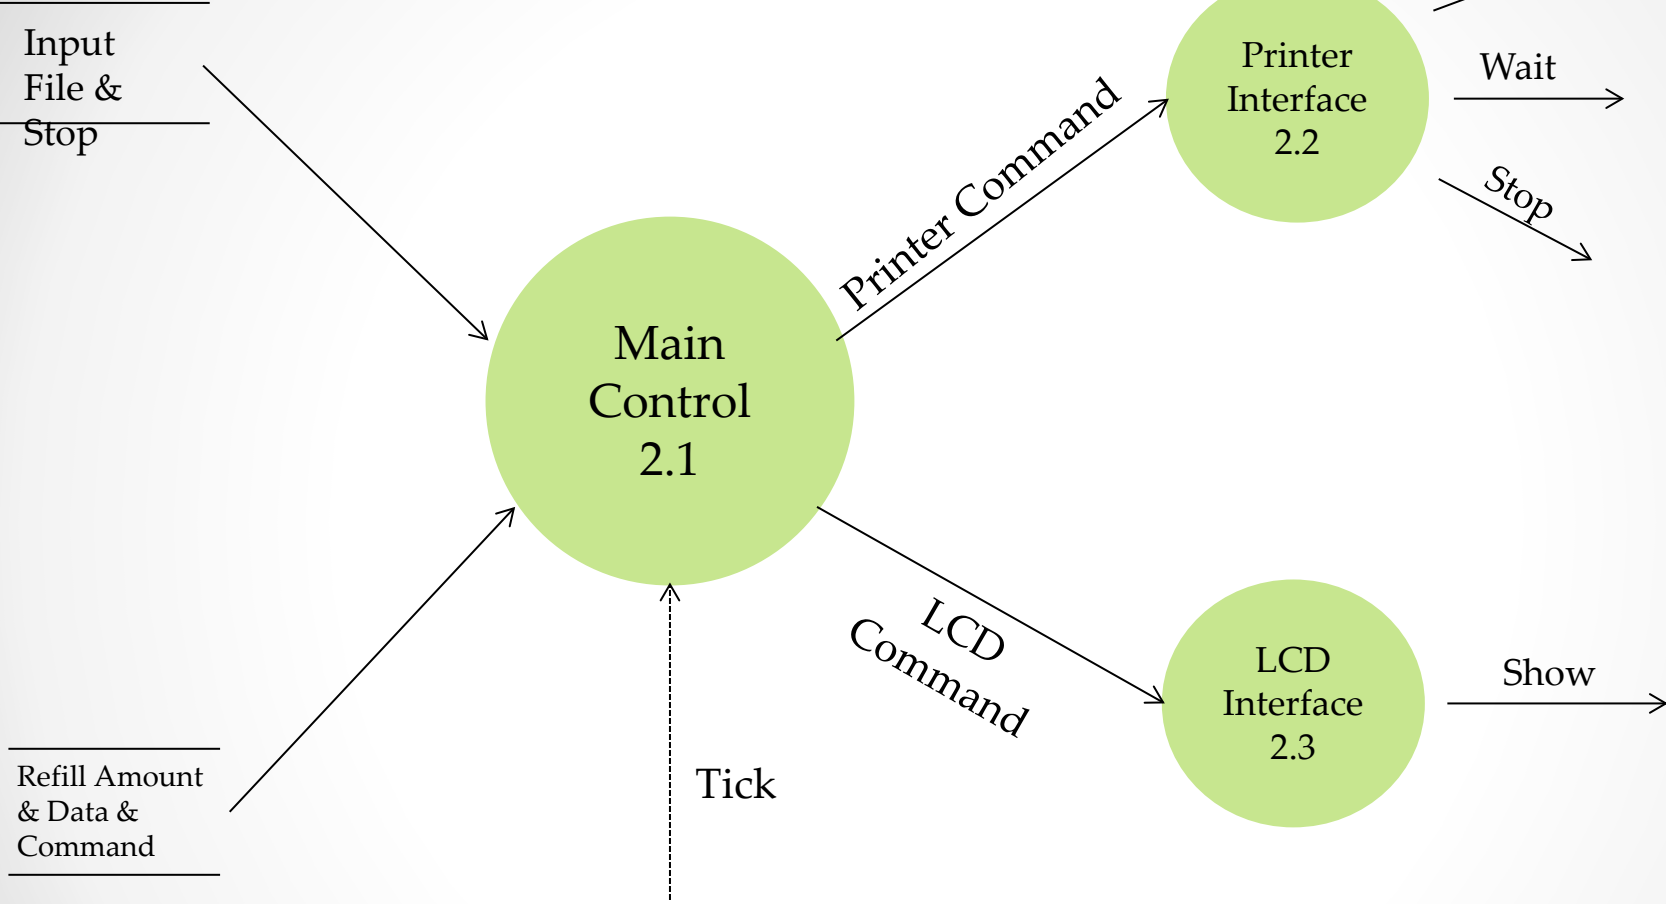 Input
File &
Stop
Printer
Interface
2.2
Wait
Stop
Printer Command
Main
Control
2.1
LCD
Command
LCD
Interface
2.3
Show
Refill Amount
& Data &
Command
Tick